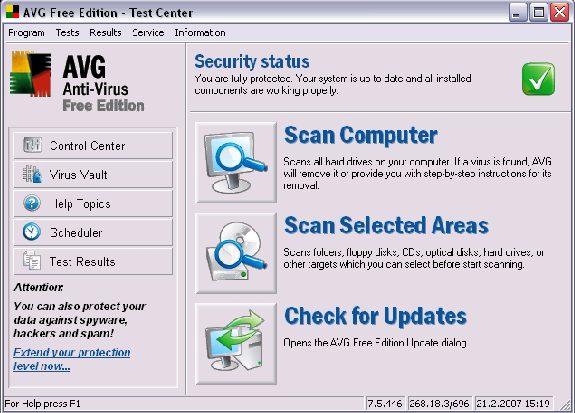 AVG Free Edition - Test Center
Program Tests Results Service Information
AVG
Anti-Virus
Free Edition
Control Center
Virus Vault
Help Topics
Scheduler
Test Results
Attention:
You can also protect your
data against spyware,
hackers and spam!
Extend your protection
level now...
Security status
You are fully protected. Your system is up to date and all installed
components are working properly.
Scan Computer
Scans all hard drives on your computer. If a virus is found, AVG
will remove it or provide you with step-by-step instructions for its
removal.
Scan Selected Areas
Scans folders, floppy disks, CDs, optical disks, hard drives, or
other targets which you can select before start scanning.
Check for Updates
Opens the AVG Free Edition Update dialog.
For Help press F1
7.5.446 268.18.3/696 21.2.2007 15:19